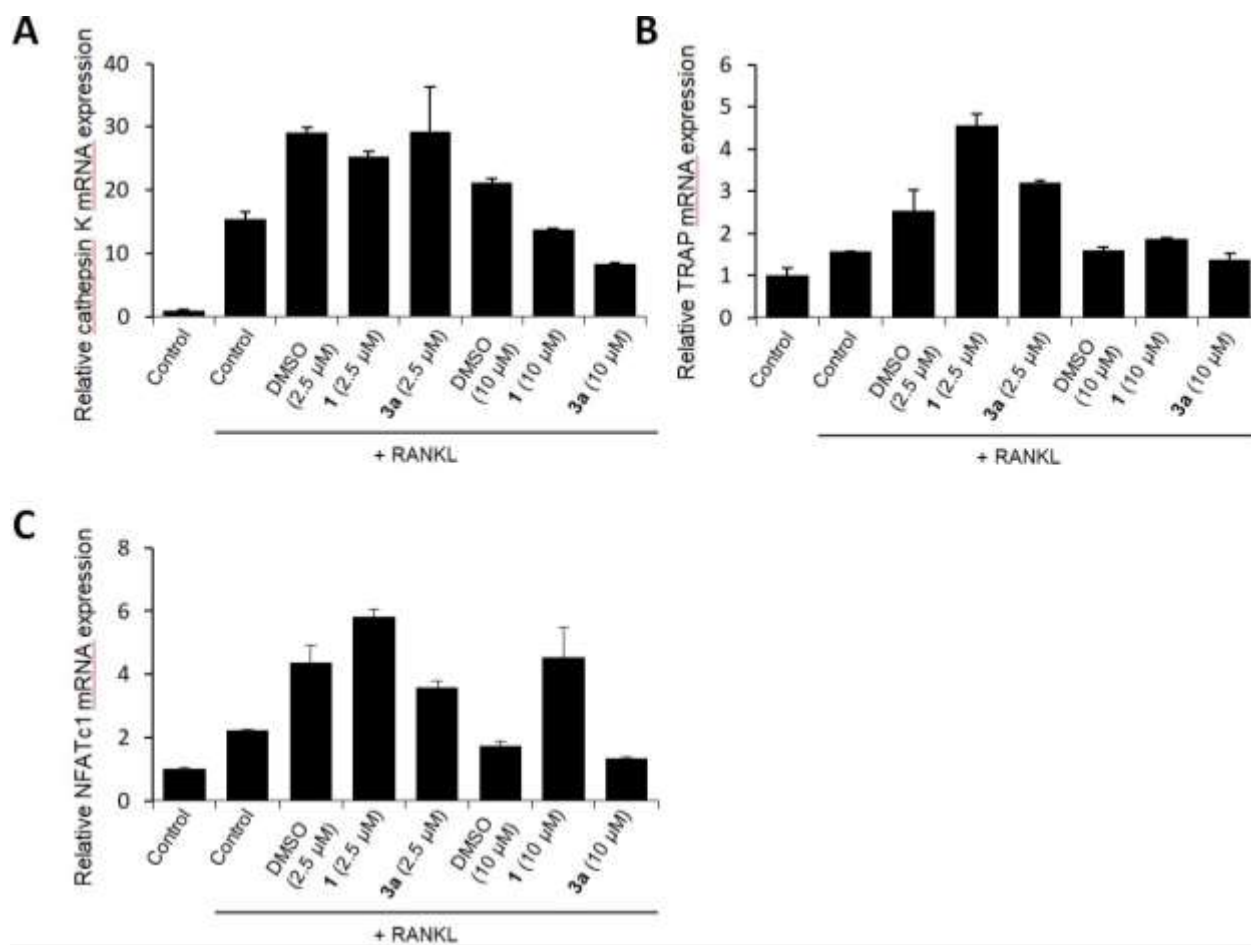 A
Relative cathepsin K mRNA expression
40
30
20
10
0
Control
Control
DMSO
(2.5 µM)
1 (2.5 µM)
3a (2.5 µM)
DMSO
(10 µM)
1 (10 µM)
3a (10 µM)
+ RANKL
B
Relative TRAP mRNA expression
6
5
4
3
2
1
0
Control
Control
DMSO
(2.5 µM)
1 (2.5 µM)
3a (2.5 µM)
DMSO
(10 µM)
1 (10 µM)
3a (10 µM)
+ RANKL
C
Relative NFATc1 mRNA expression
8
6
4
2
0
Control
Control
DMSO
(2.5 µM)
1 (2.5 µM)
3a (2.5 µM)
DMSO
(10 µM)
1 (10 µM)
3a (10 µM)
+ RANKL